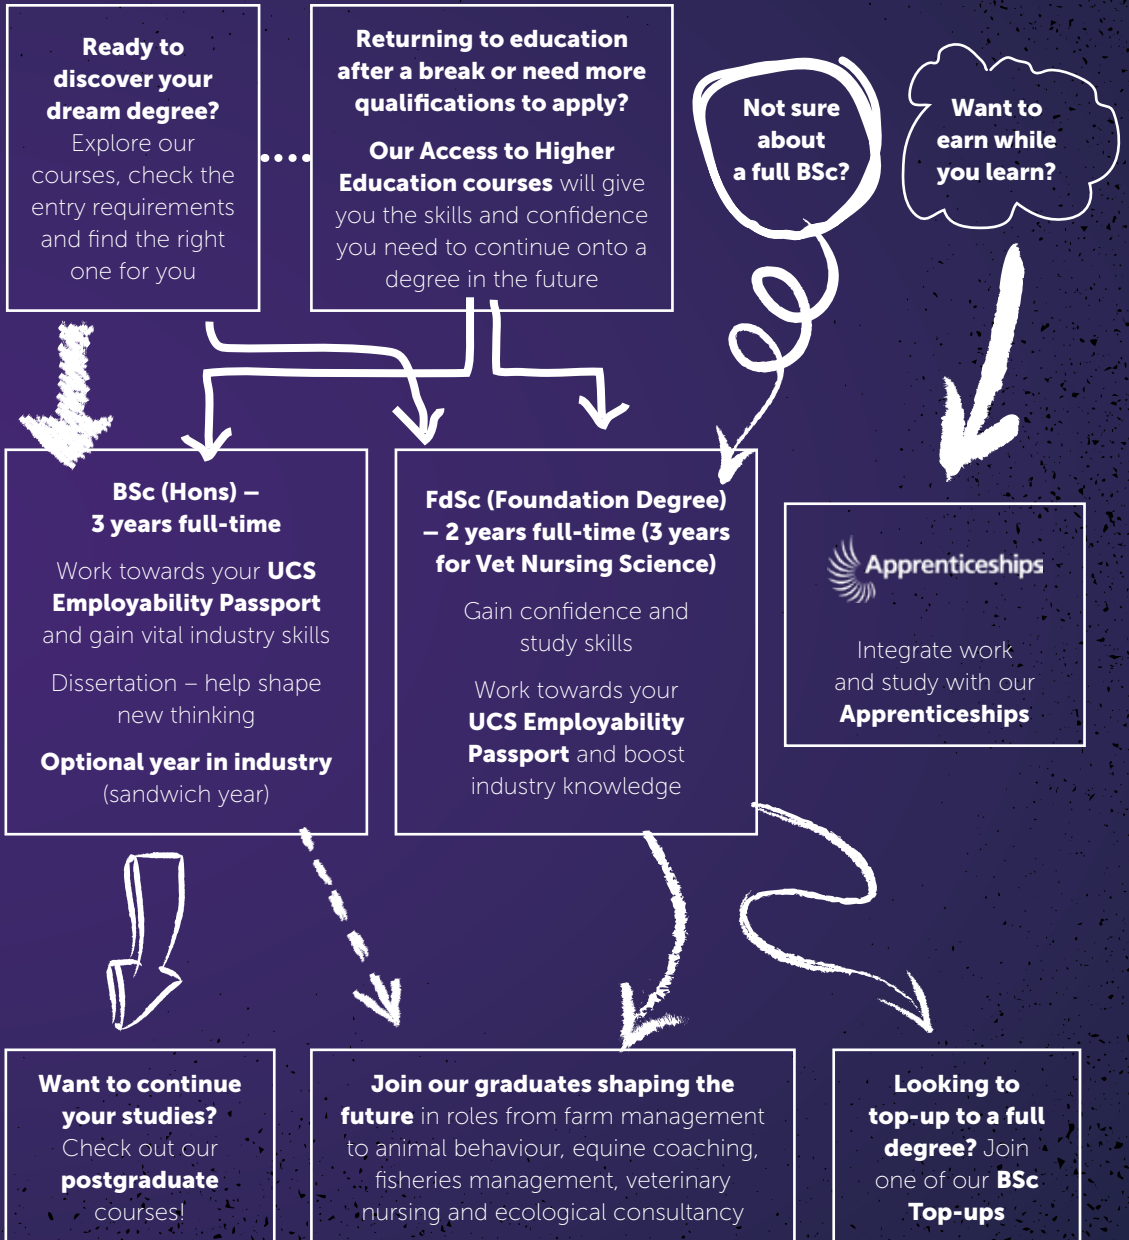 Ready to
discover your
dream degree?
Explore our
courses, check the
entry requirements
and find the right
one for you
Returning to education
after a break or need more
qualifications to apply?
Our Access to Higher
Education courses will give
you the skills and confidence
you need to continue onto a
degree in the future
Not sure
about
a full BSc?
Want to
earn while
you learn?
BSc (Hons) –
3 years full-time
Work towards your UCS
Employability Passport
and gain vital industry skills
Dissertation – help shape
new thinking
Optional year in industry
(sandwich year)
FdSc (Foundation Degree)
– 2 years full-time (3 years
for Vet Nursing Science)
Gain confidence and
study skills
Work towards your
UCS Employability
Passport and boost
industry knowledge
Apprenticeships
Integrate work
and study with our
Apprenticeships
Want to continue
your studies?
Check out our
postgraduate
courses!
Join our graduates shaping the
future in roles from farm management
to animal behaviour, equine coaching,
fisheries management, veterinary
nursing and ecological consultancy
Looking to
top-up to a full
degree? Join
one of our BSc
Top-ups